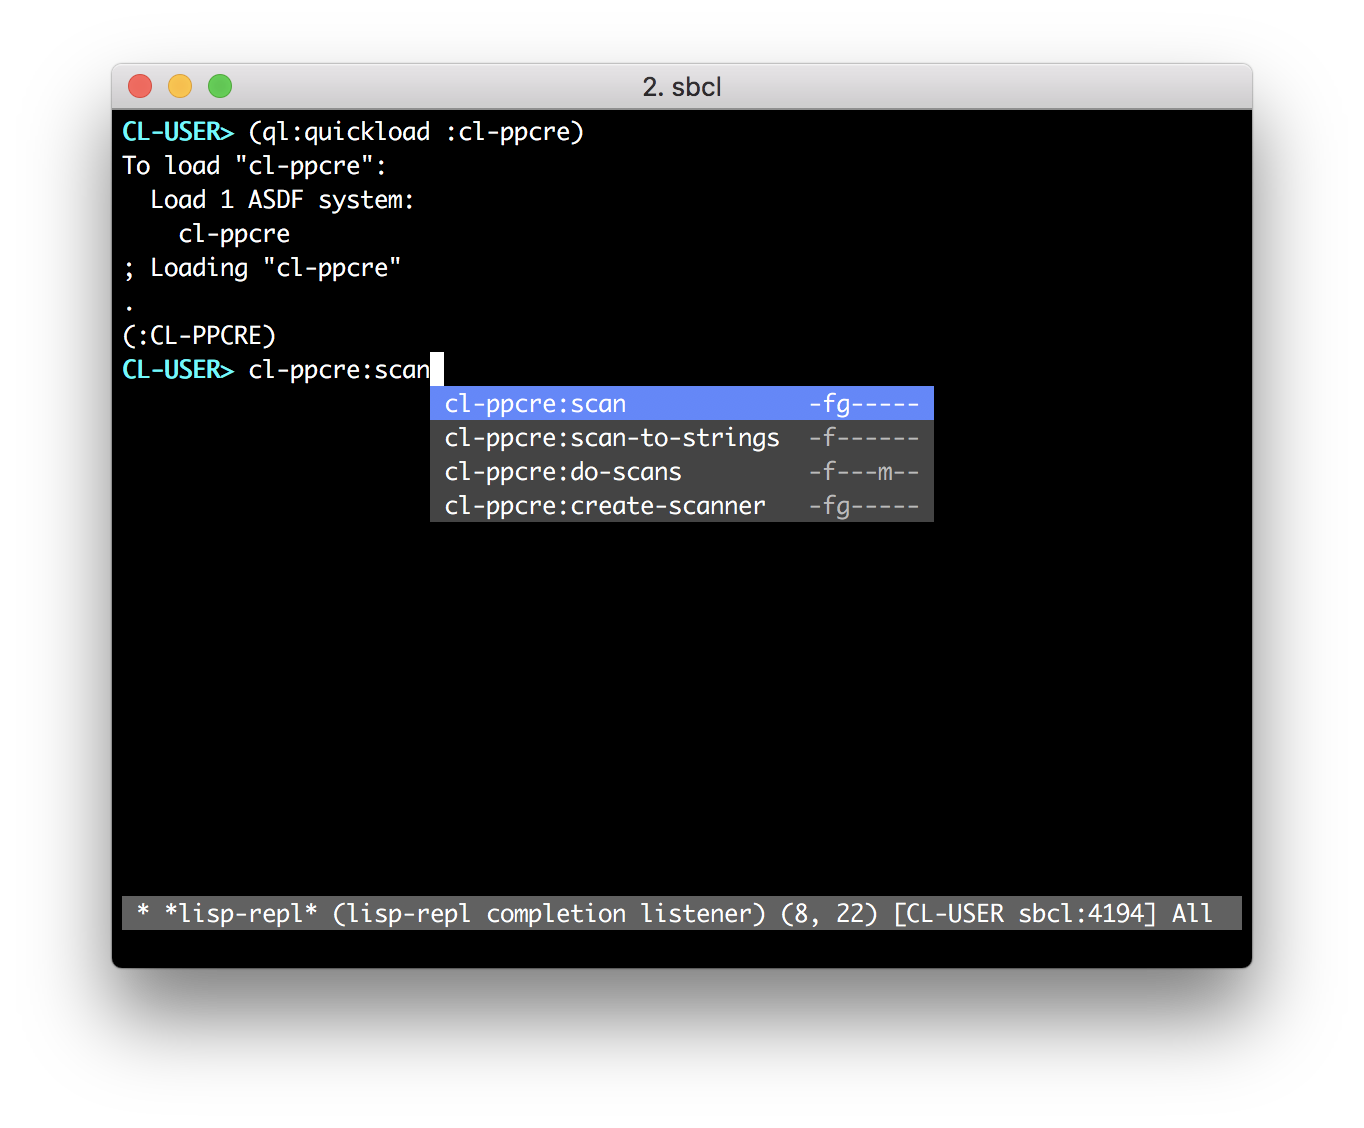 2. sbcl
CL-USER> (ql:quickload :cl-ppcre)
To load "cl-ppcre":
  Load 1 ASDF system:
    cl-ppcre
; Loading "cl-ppcre"
.
(:CL-PPCRE)
CL-USER> cl-ppcre:scan
cl-ppcre:scan             -fg-----
cl-ppcre:scan-to-strings  -f------
cl-ppcre:do-scans         -f---m--
cl-ppcre:create-scanner   -fg-----
* *lisp-repl* (lisp-repl completion listener) (8, 22) [CL-USER sbcl:4194] All